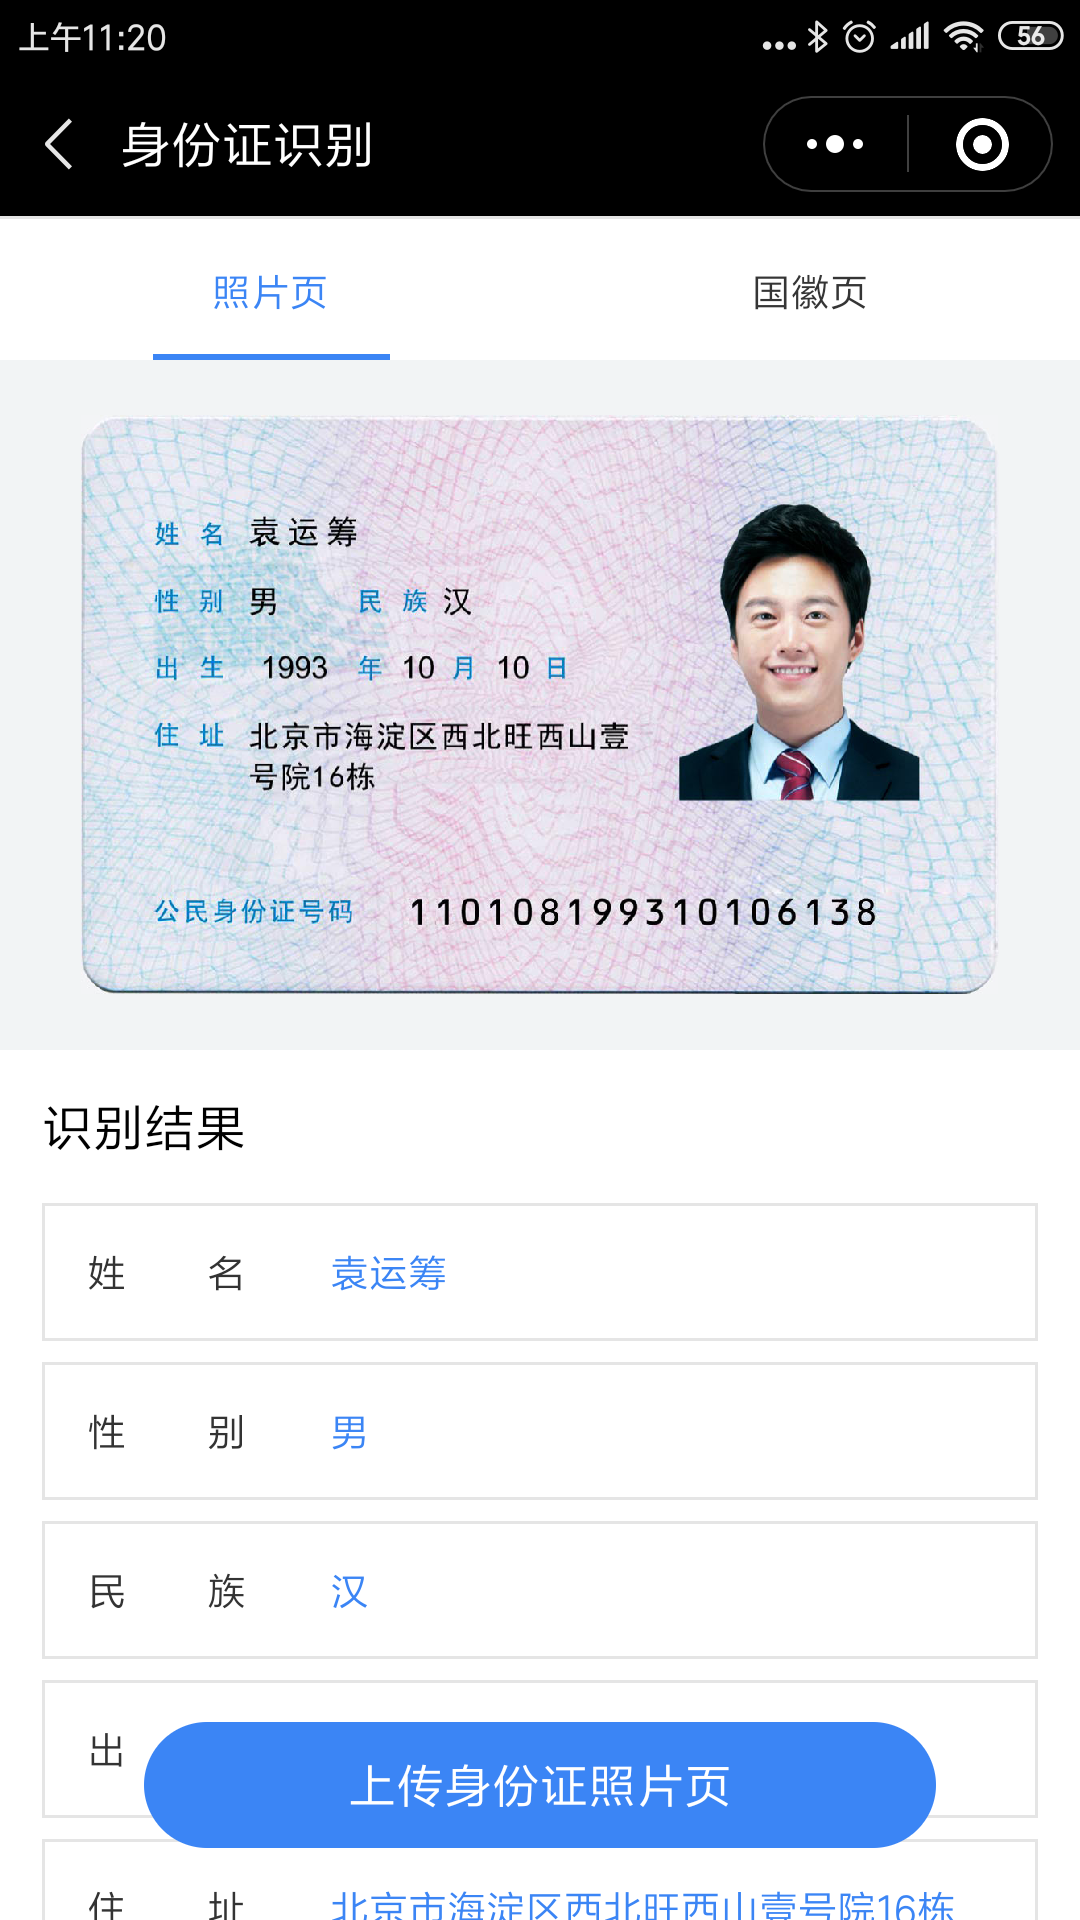 上午11:20
56
身份证识别
照片页 国徽页
姓名 袁运筹
性别 男 民族 汉
出生 1993 年 10 月 10 日
住址 北京市海淀区西北旺西山壹
号院16栋
公民身份证号码 110108199310106138
识别结果
姓名 袁运筹
性别 男
民族 汉
出
上传身份证照片页
住址 北京市海淀区西北旺西山壹号院16栋